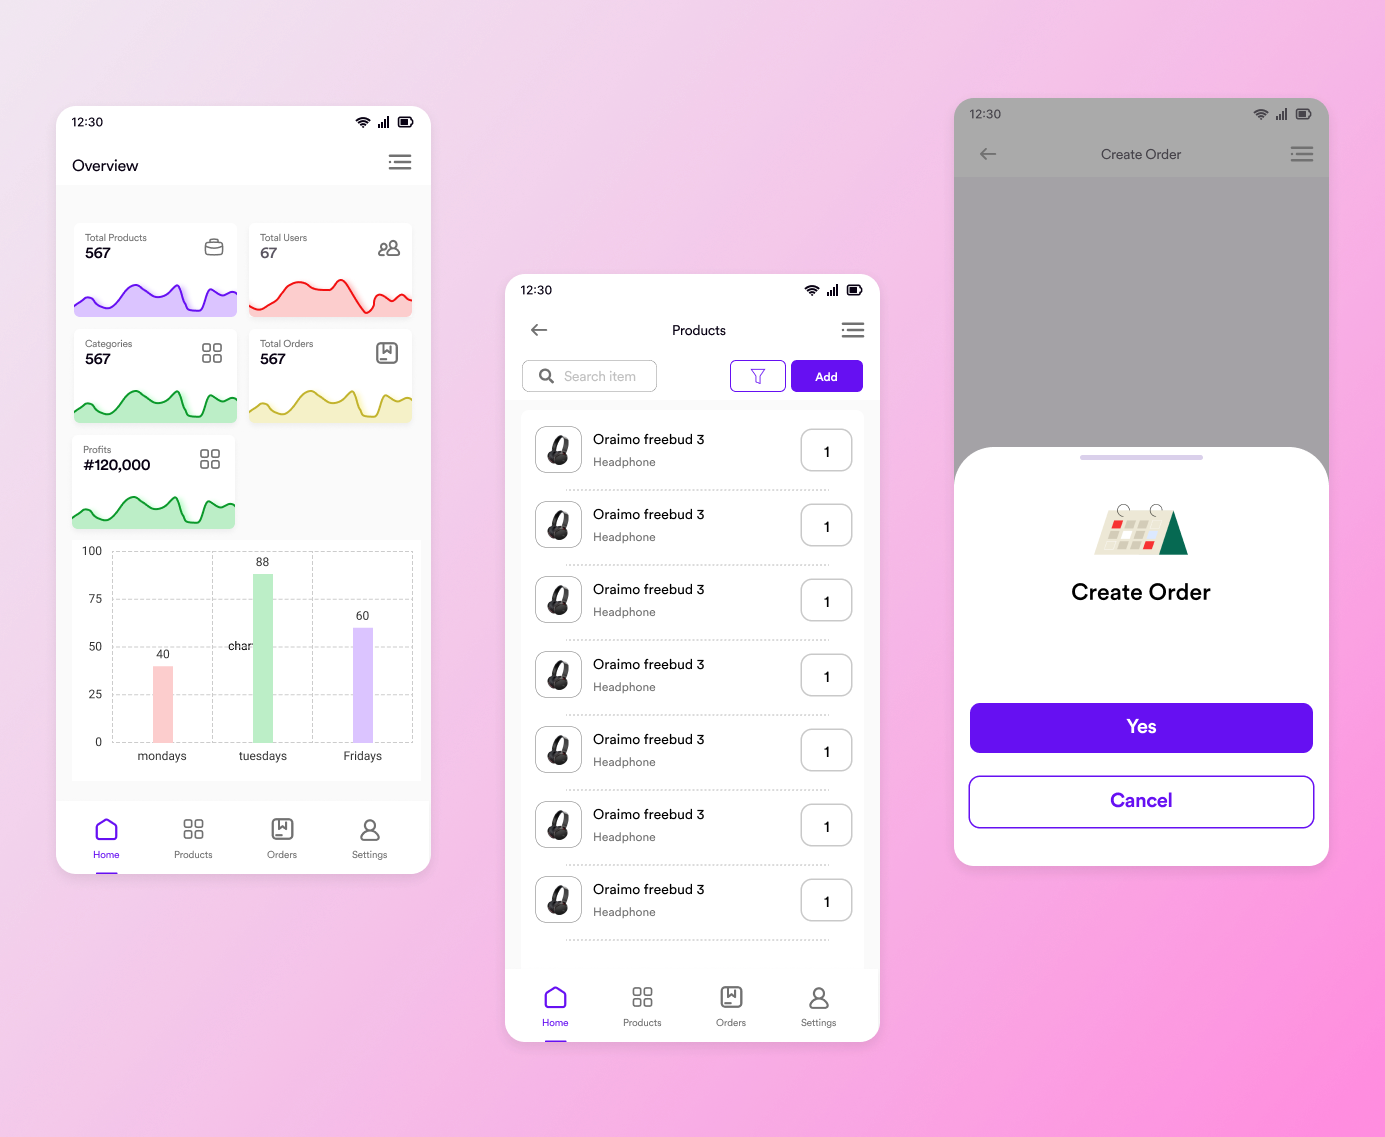 12:30
Overview
Total Products
567
Total Users
67
Categories
567
Total Orders
567
Profits
#120,000
100
75
50
25
0
40
88
60
char
mondays
tuesdays
Fridays
Home
Products
Orders
Settings
12:30
Products
Search item
Add
Oraimo freebud 3
Headphone
1
Oraimo freebud 3
Headphone
1
Oraimo freebud 3
Headphone
1
Oraimo freebud 3
Headphone
1
Oraimo freebud 3
Headphone
1
Oraimo freebud 3
Headphone
1
Oraimo freebud 3
Headphone
1
Home
Products
Orders
Settings
12:30
Create Order
Create Order
Yes
Cancel